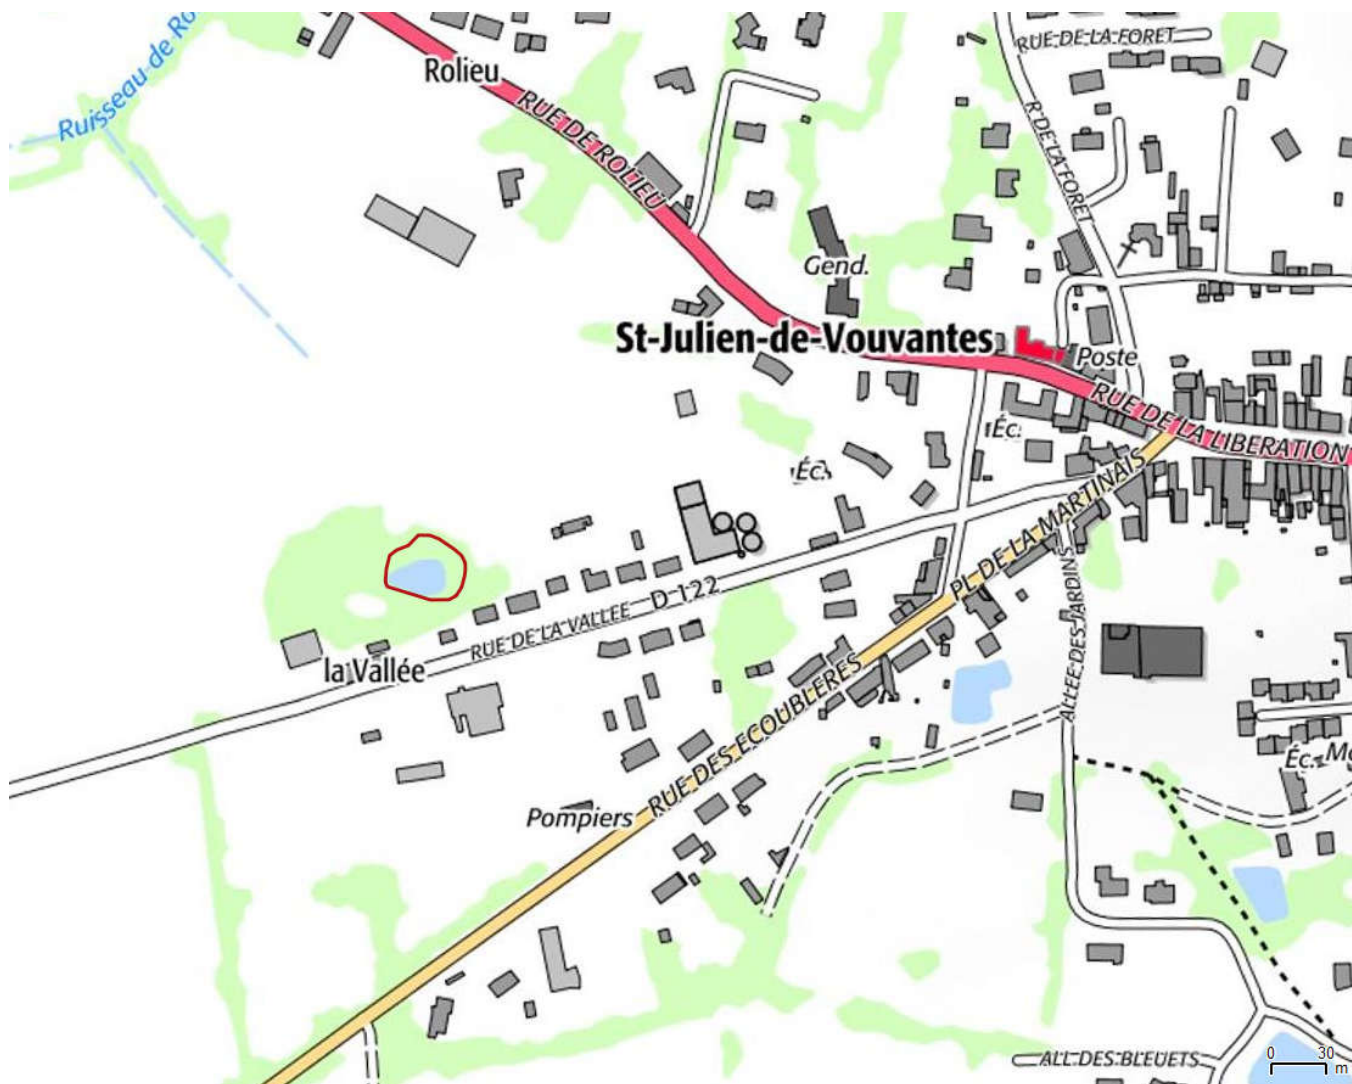 Ruisseau de Ro
Rolieu
RUE DE ROLIEU
RUE DE LA FORET
R DE LA FORET
Gend.
St-Julien-de-Vouvantes
Poste
RUE DE LA LIBERATION
Éc.
Éc.
PL DE LA MARTINAIS
D 122
RUE DE LA VALLEE
la Vallée
ALLEE DES JARDINS
RUE DES ECOUBLERES
Éc. Mo
Pompiers
ALL DES BLEUETS
0 30
m